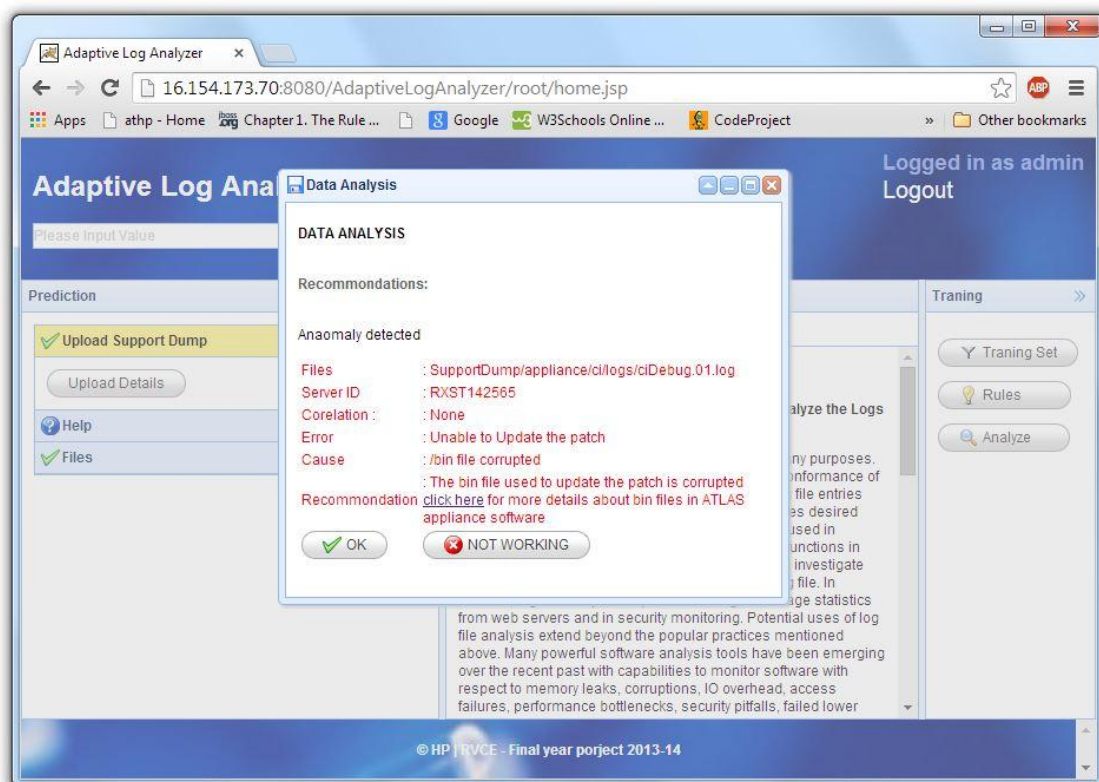 Adaptive Log Analyzer
16.154.173.70:8080/AdaptiveLogAnalyzer/root/home.jsp
ABP
Apps
athp - Home
Chapter 1. The Rule ...
Google
W3Schools Online ...
CodeProject
»
Other bookmarks
Adaptive Log Ana
Logged in as admin
Logout
Please Input Value
Prediction
Upload Support Dump
Upload Details
Help
Files
Data Analysis
DATA ANALYSIS
Recommondations:
Anaomaly detected
Files : SupportDump/appliance/ci/logs/ciDebug.01.log
Server ID : RXST142565
Corelation : : None
Error : Unable to Update the patch
Cause : /bin file corrupted
: The bin file used to update the patch is corrupted
Recommondation click here for more details about bin files in ATLAS
appliance software
OK
NOT WORKING
alyze the Logs
ny purposes.
onformance of
file entries
es desired
used in
unctions in
investigate
file. In
age statistics
from web servers and in security monitoring. Potential uses of log
file analysis extend beyond the popular practices mentioned
above. Many powerful software analysis tools have been emerging
over the recent past with capabilities to monitor software with
respect to memory leaks, corruptions, IO overhead, access
failures, performance bottlenecks, security pitfalls, failed lower
Traning
Traning Set
Rules
Analyze
© HP | RVCE - Final year porject 2013-14